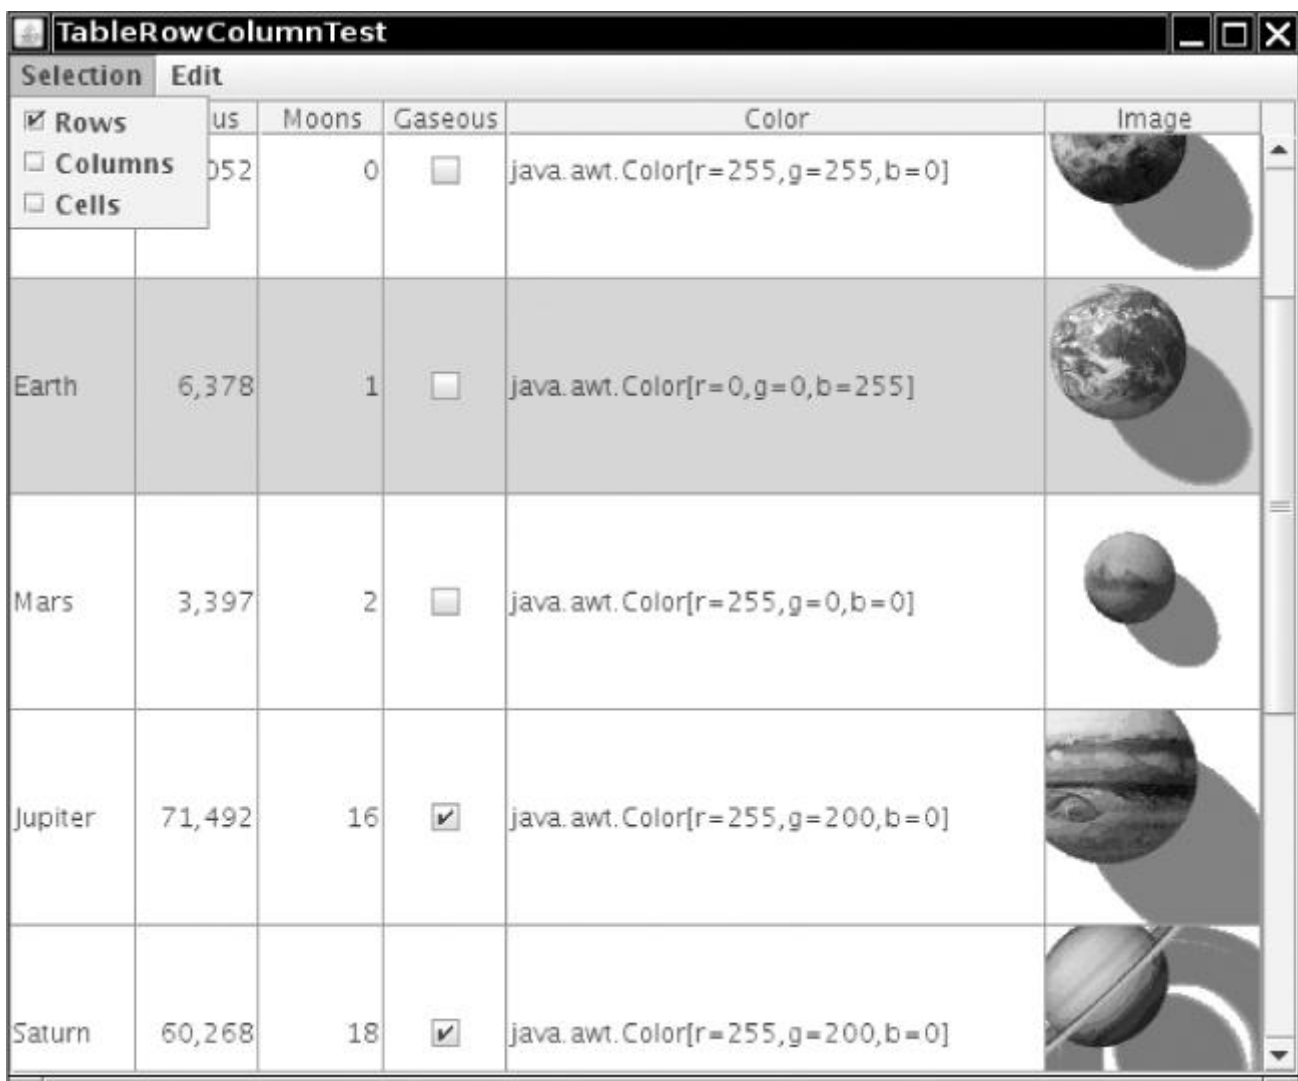 TableRowColumnTest
Selection Edit
Rows
Columns
Cells
us Moons Gaseous Color Image
052 0 java.awt.Color[r=255,g=255,b=0]
Earth 6,378 1 java.awt.Color[r=0,g=0,b=255]
Mars 3,397 2 java.awt.Color[r=255,g=0,b=0]
Jupiter 71,492 16 java.awt.Color[r=255,g=200,b=0]
Saturn 60,268 18 java.awt.Color[r=255,g=200,b=0]